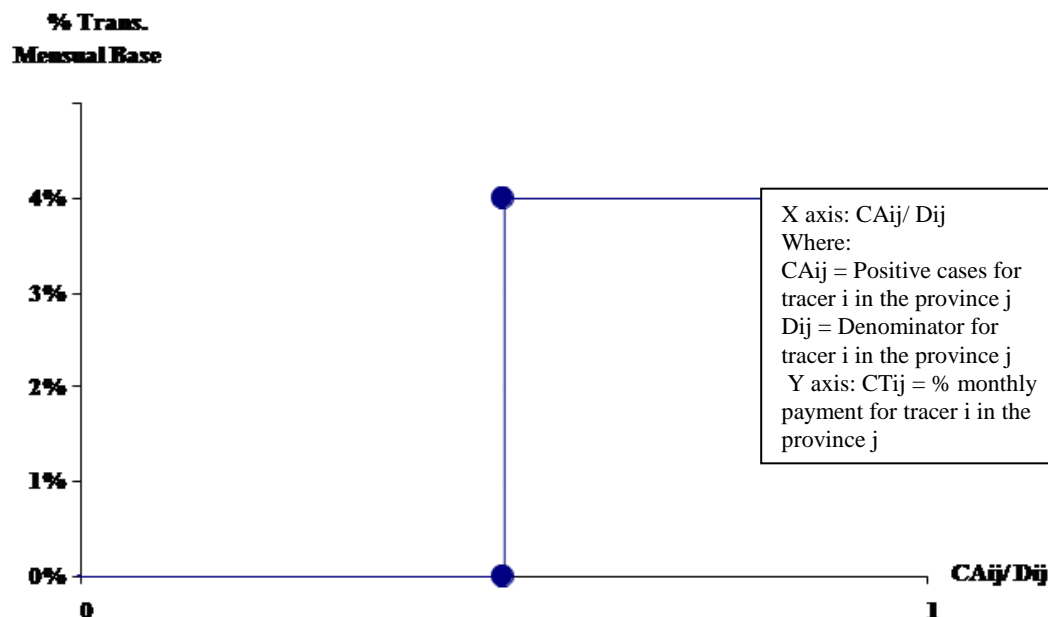 % Trans.
Mensual Base
4%
3%
2%
1%
0%
0
1
CAij/ Dij
X axis: CAij/ Dij
Where:
CAij = Positive cases for
tracer i in the province j
Dij = Denominator for
tracer i in the province j
Y axis: CTij = % monthly
payment for tracer i in the
province j